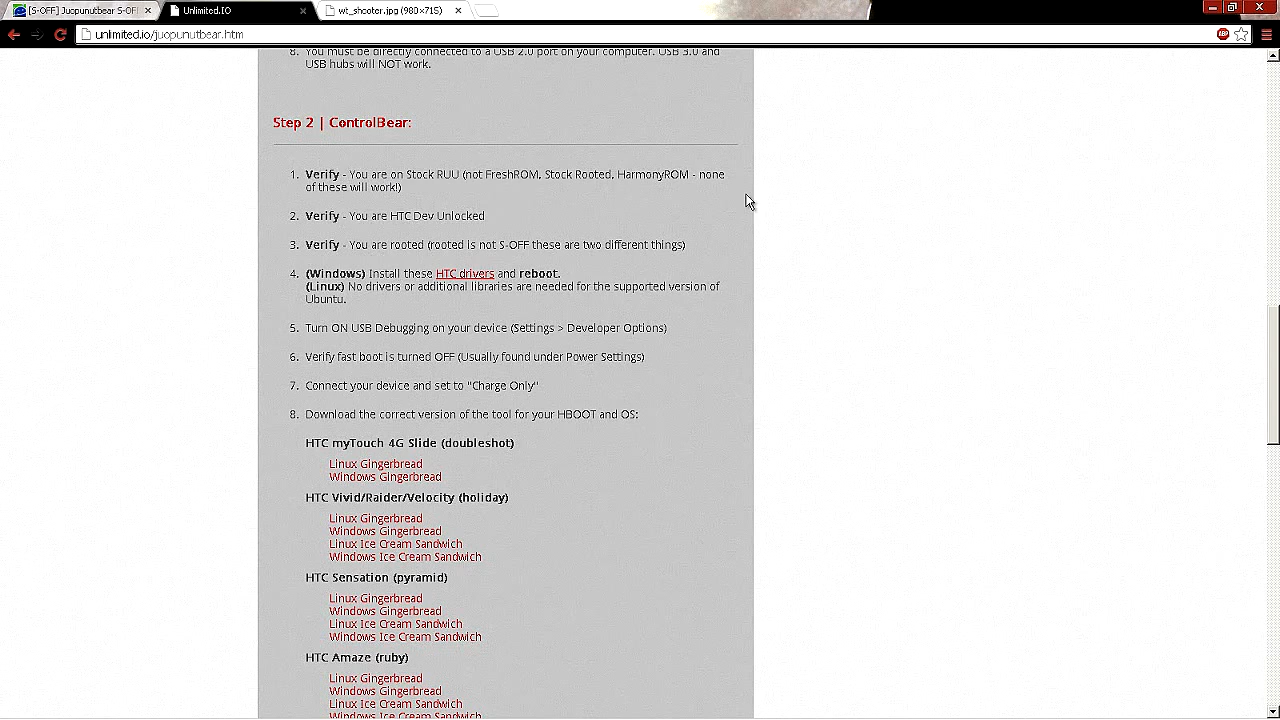 [S-OFF] Juopunutbear S-OF
Unlimited.IO
wt_shooter.jpg (980×715)
unlimited.io/juopunutbear.htm
ABP
8. You must be directly connected to a USB 2.0 port on your computer. USB 3.0 and
USB hubs will NOT work.
Step 2 | ControlBear:
1. Verify - You are on Stock RUU (not FreshROM, Stock Rooted, HarmonyROM - none
of these will work!)
2. Verify - You are HTC Dev Unlocked
3. Verify - You are rooted (rooted is not S-OFF these are two different things)
4. (Windows) Install these HTC drivers and reboot.
(Linux) No drivers or additional libraries are needed for the supported version of
Ubuntu.
5. Turn ON USB Debugging on your device (Settings > Developer Options)
6. Verify fast boot is turned OFF (Usually found under Power Settings)
7. Connect your device and set to "Charge Only"
8. Download the correct version of the tool for your HBOOT and OS:
HTC myTouch 4G Slide (doubleshot)
Linux Gingerbread
Windows Gingerbread
HTC Vivid/Raider/Velocity (holiday)
Linux Gingerbread
Windows Gingerbread
Linux Ice Cream Sandwich
Windows Ice Cream Sandwich
HTC Sensation (pyramid)
Linux Gingerbread
Windows Gingerbread
Linux Ice Cream Sandwich
Windows Ice Cream Sandwich
HTC Amaze (ruby)
Linux Gingerbread
Windows Gingerbread
Linux Ice Cream Sandwich
Windows Ice Cream Sandwich